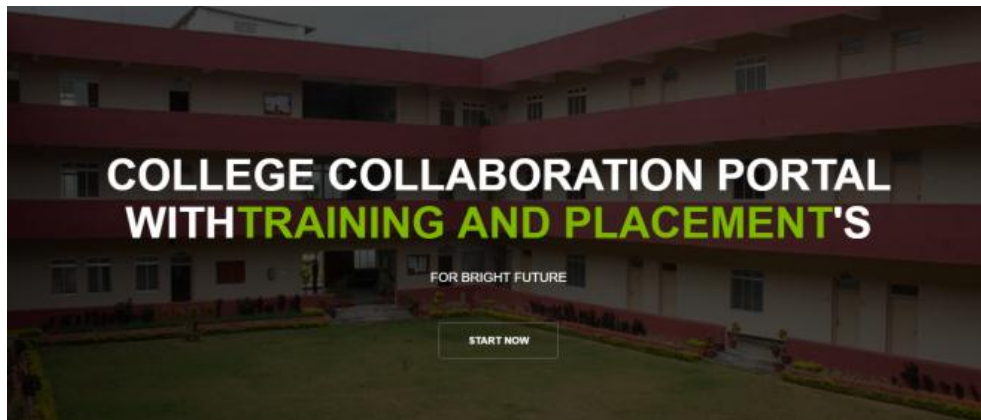 COLLEGE COLLABORATION PORTAL
WITHTRAINING AND PLACEMENT'S
FOR BRIGHT FUTURE
START NOW